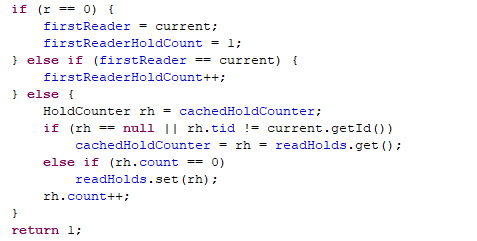 if (r == 0) {
    firstReader = current;
    firstReaderHoldCount = 1;
} else if (firstReader == current) {
    firstReaderHoldCount++;
} else {
    HoldCounter rh = cachedHoldCounter;
    if (rh == null || rh.tid != current.getId())
        cachedHoldCounter = rh = readHolds.get();
    else if (rh.count == 0)
        readHolds.set(rh);
    rh.count++;
}
return 1;